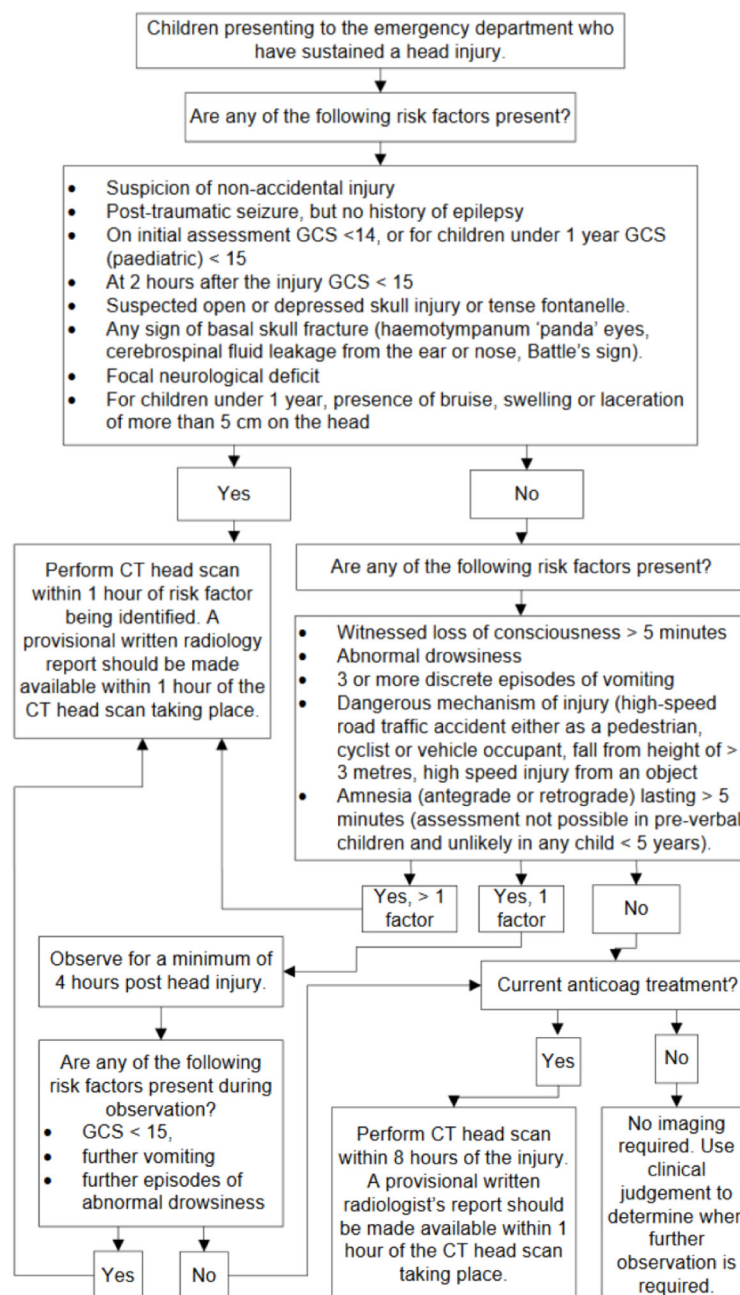 Children presenting to the emergency department who
have sustained a head injury.
Are any of the following risk factors present?
• Suspicion of non-accidental injury
• Post-traumatic seizure, but no history of epilepsy
• On initial assessment GCS <14, or for children under 1 year GCS
(paediatric) < 15
• At 2 hours after the injury GCS < 15
• Suspected open or depressed skull injury or tense fontanelle.
• Any sign of basal skull fracture (haemotympanum ‘panda’ eyes,
cerebrospinal fluid leakage from the ear or nose, Battle’s sign).
• Focal neurological deficit
• For children under 1 year, presence of bruise, swelling or laceration
of more than 5 cm on the head
Yes
No
Perform CT head scan
within 1 hour of risk factor
being identified. A
provisional written radiology
report should be made
available within 1 hour of the
CT head scan taking place.
Are any of the following risk factors present?
• Witnessed loss of consciousness > 5 minutes
• Abnormal drowsiness
• 3 or more discrete episodes of vomiting
• Dangerous mechanism of injury (high-speed
road traffic accident either as a pedestrian,
cyclist or vehicle occupant, fall from height of >
3 metres, high speed injury from an object
• Amnesia (antegrade or retrograde) lasting > 5
minutes (assessment not possible in pre-verbal
children and unlikely in any child < 5 years).
Yes, > 1
factor
Yes, 1
factor
No
Observe for a minimum of
4 hours post head injury.
Current anticoag treatment?
Are any of the following
risk factors present during
observation?
• GCS < 15,
• further vomiting
• further episodes of
abnormal drowsiness
Yes
No
Yes
No
Perform CT head scan
within 8 hours of the injury.
A provisional written
radiologist’s report should
be made available within 1
hour of the CT head scan
taking place.
No imaging
required. Use
clinical
judgement to
determine when
further
observation is
required.